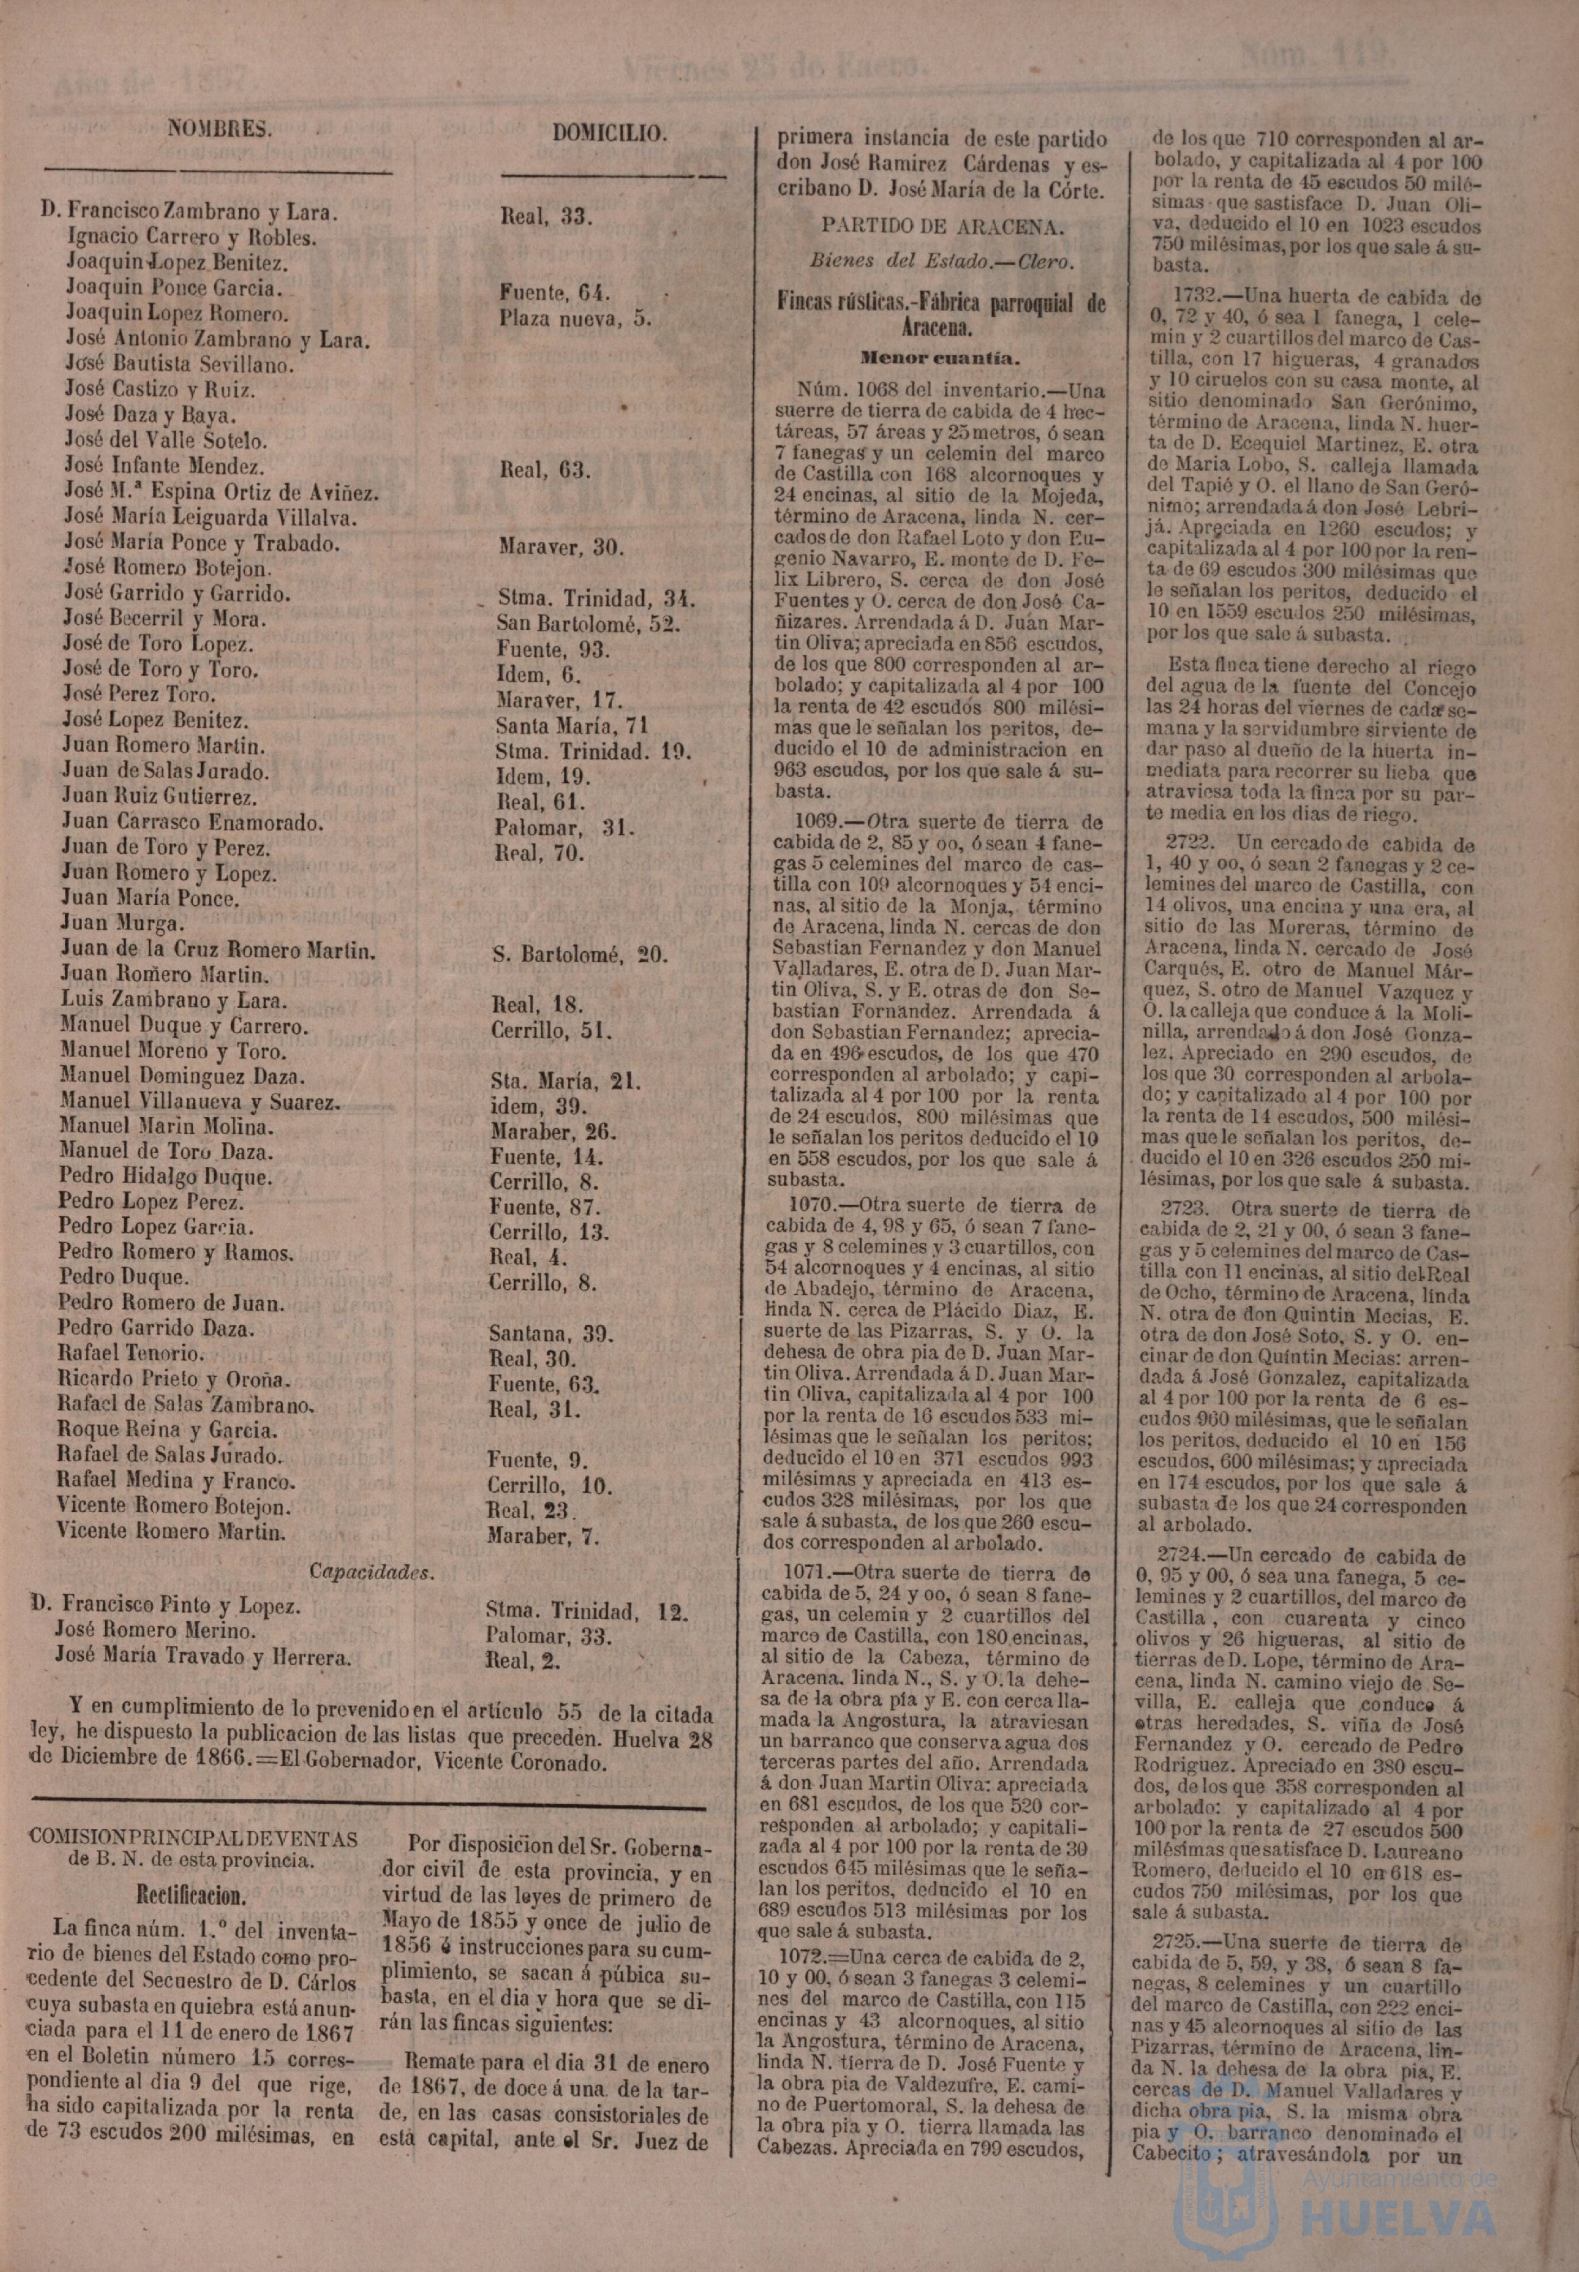 NOMBRES.
DOMICILIO.
D. Francisco Zambrano y Lara.
Real, 33.
Ignacio Carrero y Robles.
Joaquin Lopez Benitez.
Joaquin Ponce Garcia.
Fuente, 64.
Joaquin Lopez Romero.
Plaza nueva, 5.
José Antonio Zambrano y Lara.
José Bautista Sevillano.
José Castizo y Ruiz.
José Daza y Baya.
José del Valle Sotelo.
José Infante Mendez.
Real, 63.
José M.ª Espina Ortiz de Aviñez.
José María Leiguarda Villalva.
José María Ponce y Trabado.
Maraver, 30.
José Romero Botejon.
José Garrido y Garrido.
Stma. Trinidad, 34.
José Becerril y Mora.
San Bartolomé, 52.
José de Toro Lopez.
Fuente, 93.
José de Toro y Toro.
Idem, 6.
José Perez Toro.
Maraver, 17.
José Lopez Benitez.
Santa María, 71
Juan Romero Martin.
Stma. Trinidad. 19.
Juan de Salas Jurado.
Idem, 19.
Juan Ruiz Gutierrez.
Real, 61.
Juan Carrasco Enamorado.
Palomar, 31.
Juan de Toro y Perez.
Real, 70.
Juan Romero y Lopez.
Juan María Ponce.
Juan Murga.
Juan de la Cruz Romero Martin.
S. Bartolomé, 20.
Juan Romero Martin.
Luis Zambrano y Lara.
Real, 18.
Manuel Duque y Carrero.
Cerrillo, 51.
Manuel Moreno y Toro.
Manuel Dominguez Daza.
Sta. María, 21.
Manuel Villanueva y Suarez.
idem, 39.
Manuel Marin Molina.
Maraber, 26.
Manuel de Toro Daza.
Fuente, 14.
Pedro Hidalgo Duque.
Cerrillo, 8.
Pedro Lopez Perez.
Fuente, 87.
Pedro Lopez Garcia.
Cerrillo, 13.
Pedro Romero y Ramos.
Real, 4.
Pedro Duque.
Cerrillo, 8.
Pedro Romero de Juan.
Pedro Garrido Daza.
Santana, 39.
Rafael Tenorio.
Real, 30.
Ricardo Prieto y Oroña.
Fuente, 63.
Rafael de Salas Zambrano.
Real, 31.
Roque Reina y Garcia.
Rafael de Salas Jurado.
Fuente, 9.
Rafael Medina y Franco.
Cerrillo, 10.
Vicente Romero Botejon.
Real, 23.
Vicente Romero Martin.
Maraber, 7.
Capacidades.
D. Francisco Pinto y Lopez.
Stma. Trinidad, 12.
José Romero Merino.
Palomar, 33.
José María Travado y Herrera.
Real, 2.
Y en cumplimiento de lo prevenido en el artículo 55 de la citada
ley, he dispuesto la publicacion de las listas que preceden. Huelva 28
de Diciembre de 1866.=El Gobernador, Vicente Coronado.
COMISION PRINCIPAL DE VENTAS
de B. N. de esta provincia.
Rectificacion.
La finca núm. 1.º del inventa-
rio de bienes del Estado como pro-
cedente del Secuestro de D. Cárlos
cuya subasta en quiebra está anun-
ciada para el 11 de enero de 1867
en el Boletin número 15 corres-
pondiente al dia 9 del que rige,
ha sido capitalizada por la renta
de 73 escudos 200 milésimas, en
Por disposicion del Sr. Goberna-
dor civil de esta provincia, y en
virtud de las leyes de primero de
Mayo de 1855 y once de julio de
1856 é instrucciones para su cum-
plimiento, se sacan á púbica su-
basta, en el dia y hora que se di-
rán las fincas siguientes:
Remate para el dia 31 de enero
de 1867, de doce á una de la tar-
de, en las casas consistoriales de
esta capital, ante el Sr. Juez de
primera instancia de este partido
don José Ramirez Cárdenas y es-
cribano D. José María de la Córte.
PARTIDO DE ARACENA.
Bienes del Estado.—Clero.
Fincas rústicas.-Fábrica parroquial de
Aracena.
Menor cuantía.
Núm. 1068 del inventario.—Una
suerre de tierra de cabida de 4 hec-
táreas, 57 áreas y 25 metros, ó sean
7 fanegas y un celemin del marco
de Castilla con 168 alcornoques y
24 encinas, al sitio de la Mojeda,
término de Aracena, linda N. cer-
cados de don Rafael Loto y don Eu-
genio Navarro, E. monte de D. Fe-
lix Librero, S. cerca de don José
Fuentes y O. cerca de don José Ca-
ñizares. Arrendada á D. Juan Mar-
tin Oliva; apreciada en 856 escudos,
de los que 800 corresponden al ar-
bolado; y capitalizada al 4 por 100
la renta de 42 escudos 800 milési-
mas que le señalan los peritos, de-
ducido el 10 de administracion en
963 escudos, por los que sale á su-
basta.
1069.—Otra suerte de tierra de
cabida de 2, 85 y oo, ó sean 4 fane-
gas 5 celemines del marco de cas-
tilla con 109 alcornoques y 54 enci-
nas, al sitio de la Monja, término
de Aracena, linda N. cercas de don
Sebastian Fernandez y don Manuel
Valladares, E. otra de D. Juan Mar-
tin Oliva, S. y E. otras de don Se-
bastian Fornandez. Arrendada á
don Sebastian Fernandez; aprecia-
da en 496 escudos, de los que 470
corresponden al arbolado; y capi-
talizada al 4 por 100 por la renta
de 24 escudos, 800 milésimas que
le señalan los peritos deducido el 10
en 558 escudos, por los que sale á
subasta.
1070.—Otra suerte de tierra de
cabida de 4, 98 y 65, ó sean 7 fane-
gas y 8 celemines y 3 cuartillos, con
54 alcornoques y 4 encinas, al sitio
de Abadejo, término de Aracena,
linda N. cerca de Plácido Diaz, E.
suerte de las Pizarras, S. y O. la
dehesa de obra pia de D. Juan Mar-
tin Oliva. Arrendada á D. Juan Mar-
tin Oliva, capitalizada al 4 por 100
por la renta de 16 escudos 533 mi-
lésimas que le señalan los peritos;
deducido el 10 en 371 escudos 993
milésimas y apreciada en 413 es-
cudos 328 milésimas, por los que
sale á subasta, de los que 260 escu-
dos corresponden al arbolado.
1071.—Otra suerte de tierra de
cabida de 5, 24 y oo, ó sean 8 fane-
gas, un celemin y 2 cuartillos del
marco de Castilla, con 180 encinas,
al sitio de la Cabeza, término de
Aracena, linda N., S. y O. la dehe-
sa de la obra pía y E. con cerca lla-
mada la Angostura, la atraviesan
un barranco que conserva agua dos
terceras partes del año. Arrendada
á don Juan Martin Oliva: apreciada
en 681 escudos, de los que 520 cor-
responden al arbolado; y capitali-
zada al 4 por 100 por la renta de 30
escudos 645 milésimas que le seña-
lan los peritos, deducido el 10 en
689 escudos 513 milésimas por los
que sale á subasta.
1072.=Una cerca de cabida de 2,
10 y 00, ó sean 3 fanegas 3 celemi-
nes del marco de Castilla, con 115
encinas y 43 alcornoques, al sitio
la Angostura, término de Aracena,
linda N. tierra de D. José Fuente y
la obra pia de Valdezufre, E. cami-
no de Puertomoral, S. la dehesa de
la obra pia y O. tierra llamada las
Cabezas. Apreciada en 799 escudos,
de los que 710 corresponden al ar-
bolado, y capitalizada al 4 por 100
por la renta de 45 escudos 50 milé-
simas que sastisface D. Juan Oli-
va, deducido el 10 en 1023 escudos
750 milésimas, por los que sale á su-
basta.
1732.—Una huerta de cabida de
0, 72 y 40, ó sea 1 fanega, 1 cele-
min y 2 cuartillos del marco de Cas-
tilla, con 17 higueras, 4 granados
y 10 ciruelos con su casa monte, al
sitio denominado San Gerónimo,
término de Aracena, linda N. huer-
ta de D. Ecequiel Martinez, E. otra
de Maria Lobo, S. calleja llamada
del Tapié y O. el llano de San Geró-
nimo; arrendada á don José Lebri-
já. Apreciada en 1260 escudos; y
capitalizada al 4 por 100 por la ren-
ta de 69 escudos 300 milésimas que
le señalan los peritos, deducido el
10 en 1559 escudos 250 milésimas,
por los que sale á subasta.
Esta finca tiene derecho al riego
del agua de la fuente del Concejo
las 24 horas del viernes de cada se-
mana y la servidumbre sirviente de
dar paso al dueño de la huerta in-
mediata para recorrer su lieba que
atraviesa toda la finca por su par-
te media en los dias de riego.
2722. Un cercado de cabida de
1, 40 y oo, ó sean 2 fanegas y 2 ce-
lemines del marco de Castilla, con
14 olivos, una encina y una era, al
sitio de las Moreras, término de
Aracena, linda N. cercado de José
Carqués, E. otro de Manuel Már-
quez, S. otro de Manuel Vazquez y
O. la calleja que conduce á la Moli-
nilla, arrendado á don José Gonza-
lez. Apreciado en 290 escudos, de
los que 30 corresponden al arbola-
do; y capitalizado al 4 por 100 por
la renta de 14 escudos, 500 milési-
mas que le señalan los peritos, de-
ducido el 10 en 326 escudos 250 mi-
lésimas, por los que sale á subasta.
2723. Otra suerte de tierra de
cabida de 2, 21 y 00, ó sean 3 fane-
gas y 5 celemines del marco de Cas-
tilla con 11 encinas, al sitio del Real
de Ocho, término de Aracena, linda
N. otra de don Quintin Mecias, E.
otra de don José Soto, S. y O. en-
cinar de don Quintin Mecias: arren-
dada á José Gonzalez, capitalizada
al 4 por 100 por la renta de 6 es-
cudos 960 milésimas, que le señalan
los peritos, deducido el 10 en 156
escudos, 600 milésimas; y apreciada
en 174 escudos, por los que sale á
subasta de los que 24 corresponden
al arbolado.
2724.—Un cercado de cabida de
0, 95 y 00, ó sea una fanega, 5 ce-
lemines y 2 cuartillos, del marco de
Castilla, con cuarenta y cinco
olivos y 26 higueras, al sitio de
tierras de D. Lope, término de Ara-
cena, linda N. camino viejo de Se-
villa, E. calleja que conduce á
otras heredades, S. viña de José
Fernandez y O. cercado de Pedro
Rodriguez. Apreciado en 380 escu-
dos, de los que 358 corresponden al
arbolado: y capitalizado al 4 por
100 por la renta de 27 escudos 500
milésimas que satisface D. Laureano
Romero, deducido el 10 en 618 es-
cudos 750 milésimas, por los que
sale á subasta.
2725.—Una suerte de tierra de
cabida de 5, 59, y 38, ó sean 8 fa-
negas, 8 celemines y un cuartillo
del marco de Castilla, con 222 enci-
nas y 45 alcornoques al sitio de las
Pizarras, término de Aracena, lin-
da N. la dehesa de la obra pia, E.
cercas de D. Manuel Valladares y
dicha obra pia, S. la misma obra
pia y O. barranco denominado el
Cabecito; atravesándola por un
Ayuntamiento de
HUELVA